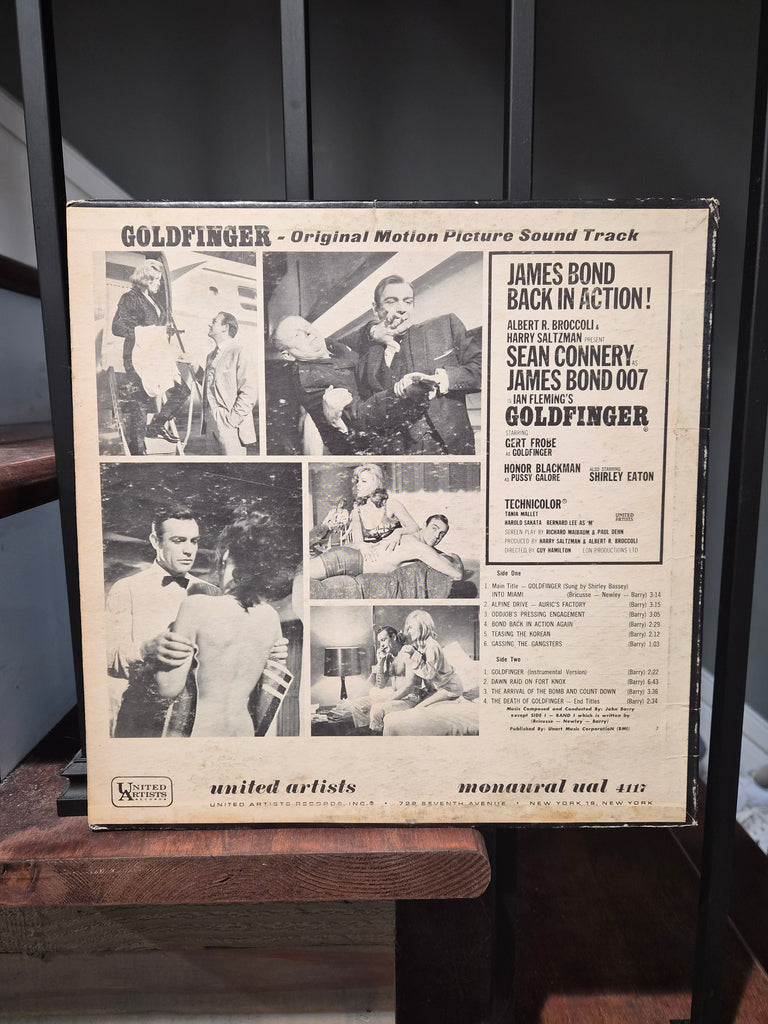 GOLDFINGER - Original Motion Picture Sound Track
JAMES BOND
BACK IN ACTION!
ALBERT R. BROCCOLI &
HARRY SALTZMAN PRESENT
SEAN CONNERY AS
JAMES BOND 007
IN IAN FLEMING'S
GOLDFINGER
STARRING
GERT FROBE
AS GOLDFINGER
HONOR BLACKMAN
AS PUSSY GALORE
ALSO STARRING
SHIRLEY EATON
TECHNICOLOR®
TANIA MALLET
HAROLD SAKATA BERNARD LEE AS 'M'
SCREEN PLAY BY RICHARD MAIBAUM & PAUL DEHN
PRODUCED BY HARRY SALTZMAN & ALBERT R. BROCCOLI
DIRECTED BY GUY HAMILTON EON PRODUCTIONS LTD
UNITED
ARTISTS
Side One
1. Main Title — GOLDFINGER (Sung by Shirley Bassey)
INTO MIAMI (Bricusse — Newley — Barry) 3:14
2. ALPINE DRIVE — AURIC'S FACTORY (Barry) 3:15
3. ODDJOB'S PRESSING ENGAGEMENT (Barry) 3:05
4. BOND BACK IN ACTION AGAIN (Barry) 2:29
5. TEASING THE KOREAN (Barry) 2:12
6. GASSING THE GANGSTERS (Barry) 1:03
Side Two
1. GOLDFINGER (Instrumental Version) (Barry) 2:22
2. DAWN RAID ON FORT KNOX (Barry) 6:43
3. THE ARRIVAL OF THE BOMB AND COUNT DOWN (Barry) 3:36
4. THE DEATH OF GOLDFINGER — End Titles (Barry) 2:34
Music Composed and Conducted By: John Barry
except SIDE I — BAND I which is written by
(Bricusse — Newley — Barry)
Published By: Unart Music CorporatioN (BMI)
UNITED
ARTISTS
RECORDS
united artists
monaural ual 4117
UNITED ARTISTS RECORDS, INC.® • 729 SEVENTH AVENUE • NEW YORK 19, NEW YORK